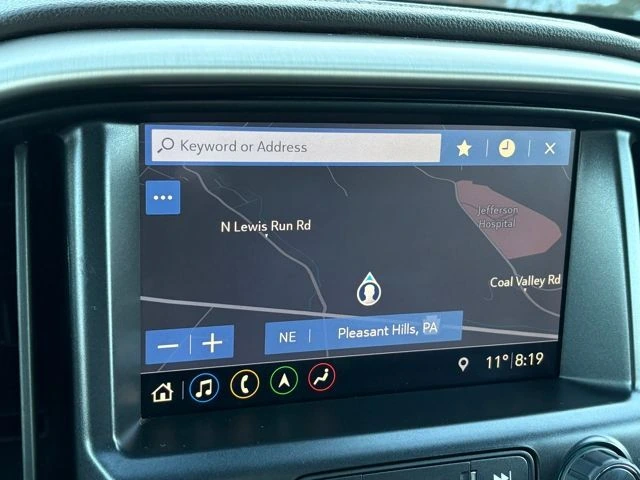 Keyword or Address
Jefferson
Hospital
N Lewis Run Rd
Coal Valley Rd
NE Pleasant Hills, PA
11° 8:19